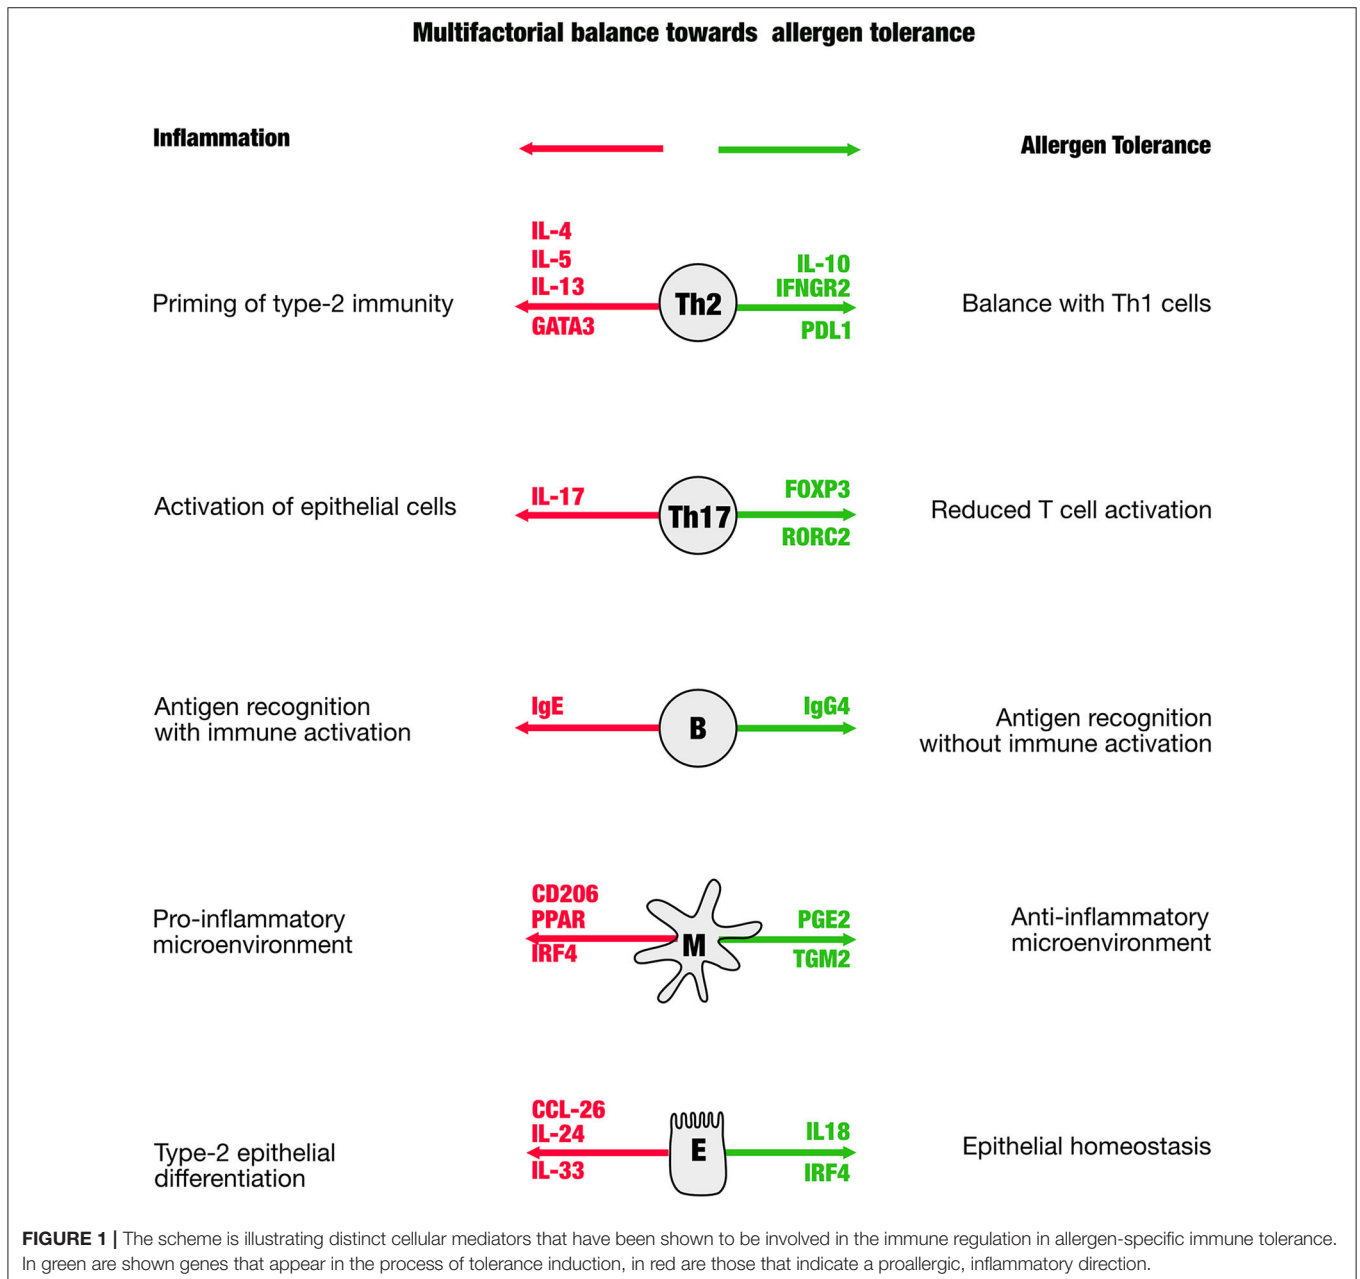 Multifactorial balance towards allergen tolerance
Inflammation
Allergen Tolerance
IL-4
IL-5
IL-13
GATA3
Priming of type-2 immunity
Th2
IL-10
IFNGR2
PDL1
Balance with Th1 cells
Activation of epithelial cells
IL-17
Th17
FOXP3
RORC2
Reduced T cell activation
Antigen recognition
with immune activation
IgE
B
IgG4
Antigen recognition
without immune activation
Pro-inflammatory
microenvironment
CD206
PPAR
IRF4
M
PGE2
TGM2
Anti-inflammatory
microenvironment
Type-2 epithelial
differentiation
CCL-26
IL-24
IL-33
E
IL18
IRF4
Epithelial homeostasis
FIGURE 1 | The scheme is illustrating distinct cellular mediators that have been shown to be involved in the immune regulation in allergen-specific immune tolerance.
In green are shown genes that appear in the process of tolerance induction, in red are those that indicate a proallergic, inflammatory direction.